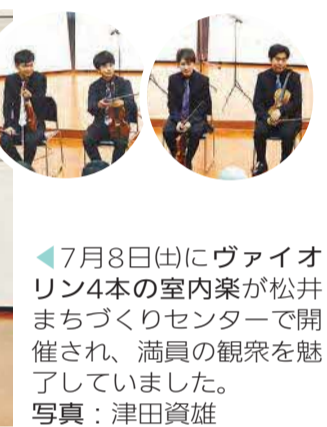 ◀7月8日㈯にヴァイオ
リン4本の室内楽が松井
まちづくりセンターで開
催され、満員の観衆を魅
了していました。
写真：津田資雄